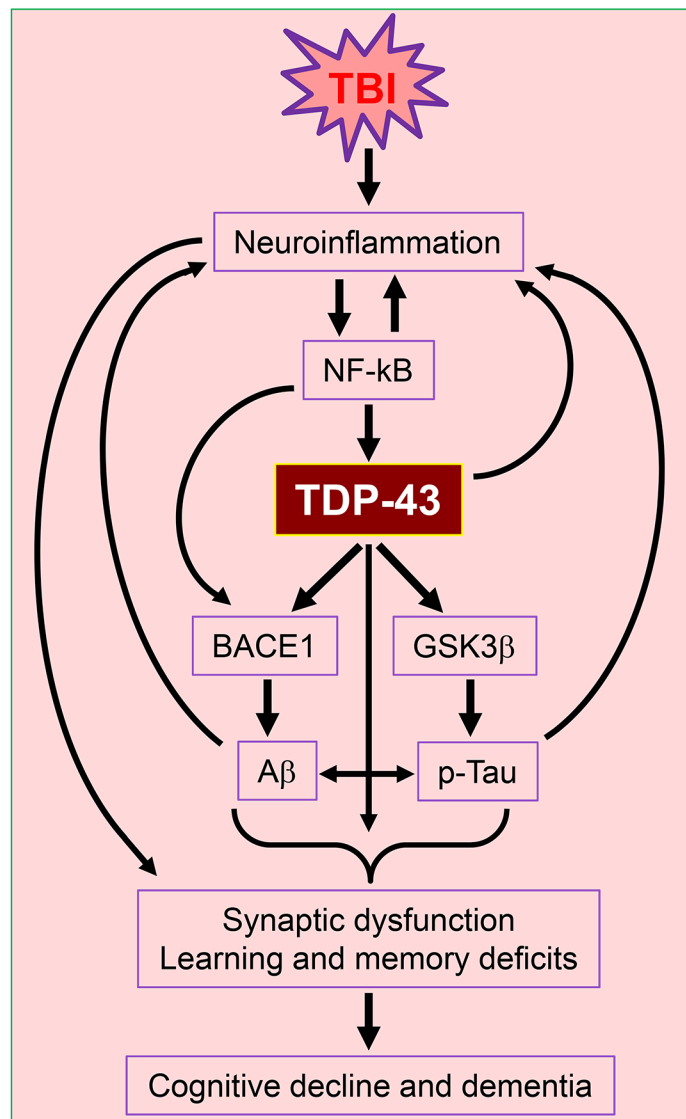 TBI
Neuroinflammation
NF-kB
TDP-43
BACE1
GSK3β
Aβ
p-Tau
Synaptic dysfunction
Learning and memory deficits
Cognitive decline and dementia